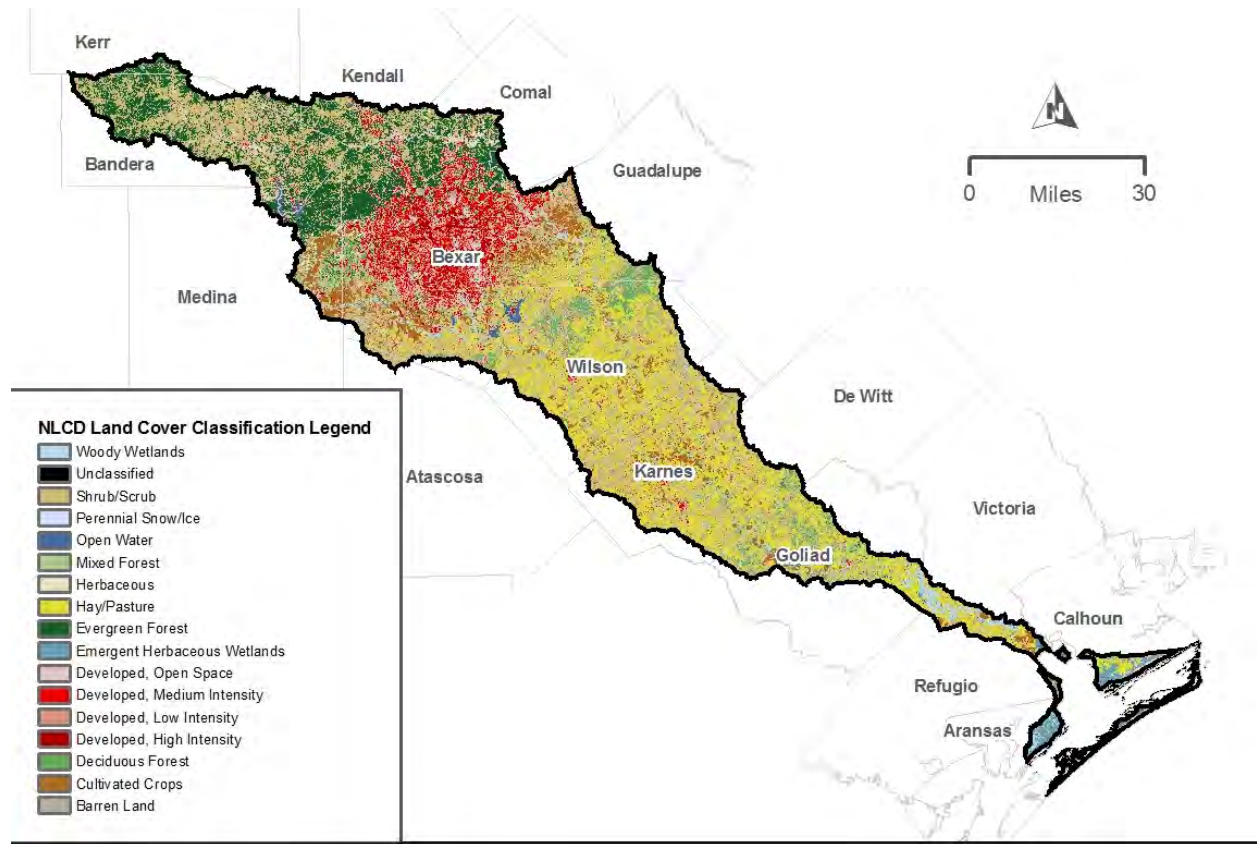 Kerr
Kendall
Comal
Bandera
Guadalupe
N
0 Miles 30
Bexar
Medina
Wilson
De Witt
NLCD Land Cover Classification Legend
Woody Wetlands
Unclassified
Shrub/Scrub
Perennial Snow/Ice
Open Water
Mixed Forest
Herbaceous
Hay/Pasture
Evergreen Forest
Emergent Herbaceous Wetlands
Developed, Open Space
Developed, Medium Intensity
Developed, Low Intensity
Developed, High Intensity
Deciduous Forest
Cultivated Crops
Barren Land
Karnes
Atascosa
Victoria
Goliad
Calhoun
Refugio
Aransas